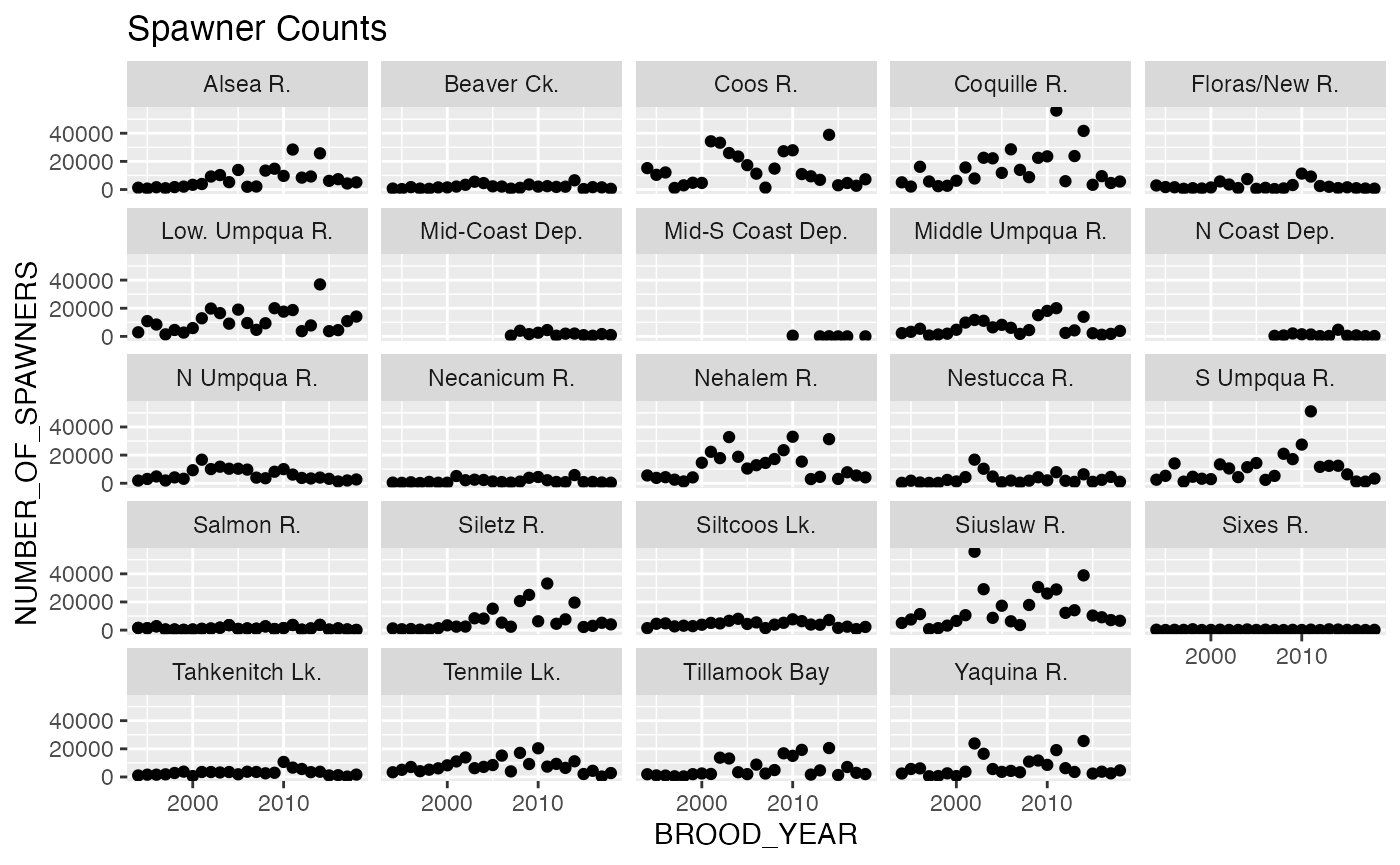 Spawner Counts
Alsea R. Beaver Ck. Coos R. Coquille R. Floras/New R.
40000
20000
0
Low. Umpqua R. Mid-Coast Dep. Mid-S Coast Dep. Middle Umpqua R. N Coast Dep.
40000
20000
0
N Umpqua R. Necanicum R. Nehalem R. Nestucca R. S Umpqua R.
40000
20000
0
Salmon R. Siletz R. Siltcoos Lk. Siuslaw R. Sixes R.
40000
20000
0
2000 2010
Tahkenitch Lk. Tenmile Lk. Tillamook Bay Yaquina R.
40000
20000
0
2000 2010 2000 2010 2000 2010 2000 2010
BROOD_YEAR
NUMBER_OF_SPAWNERS